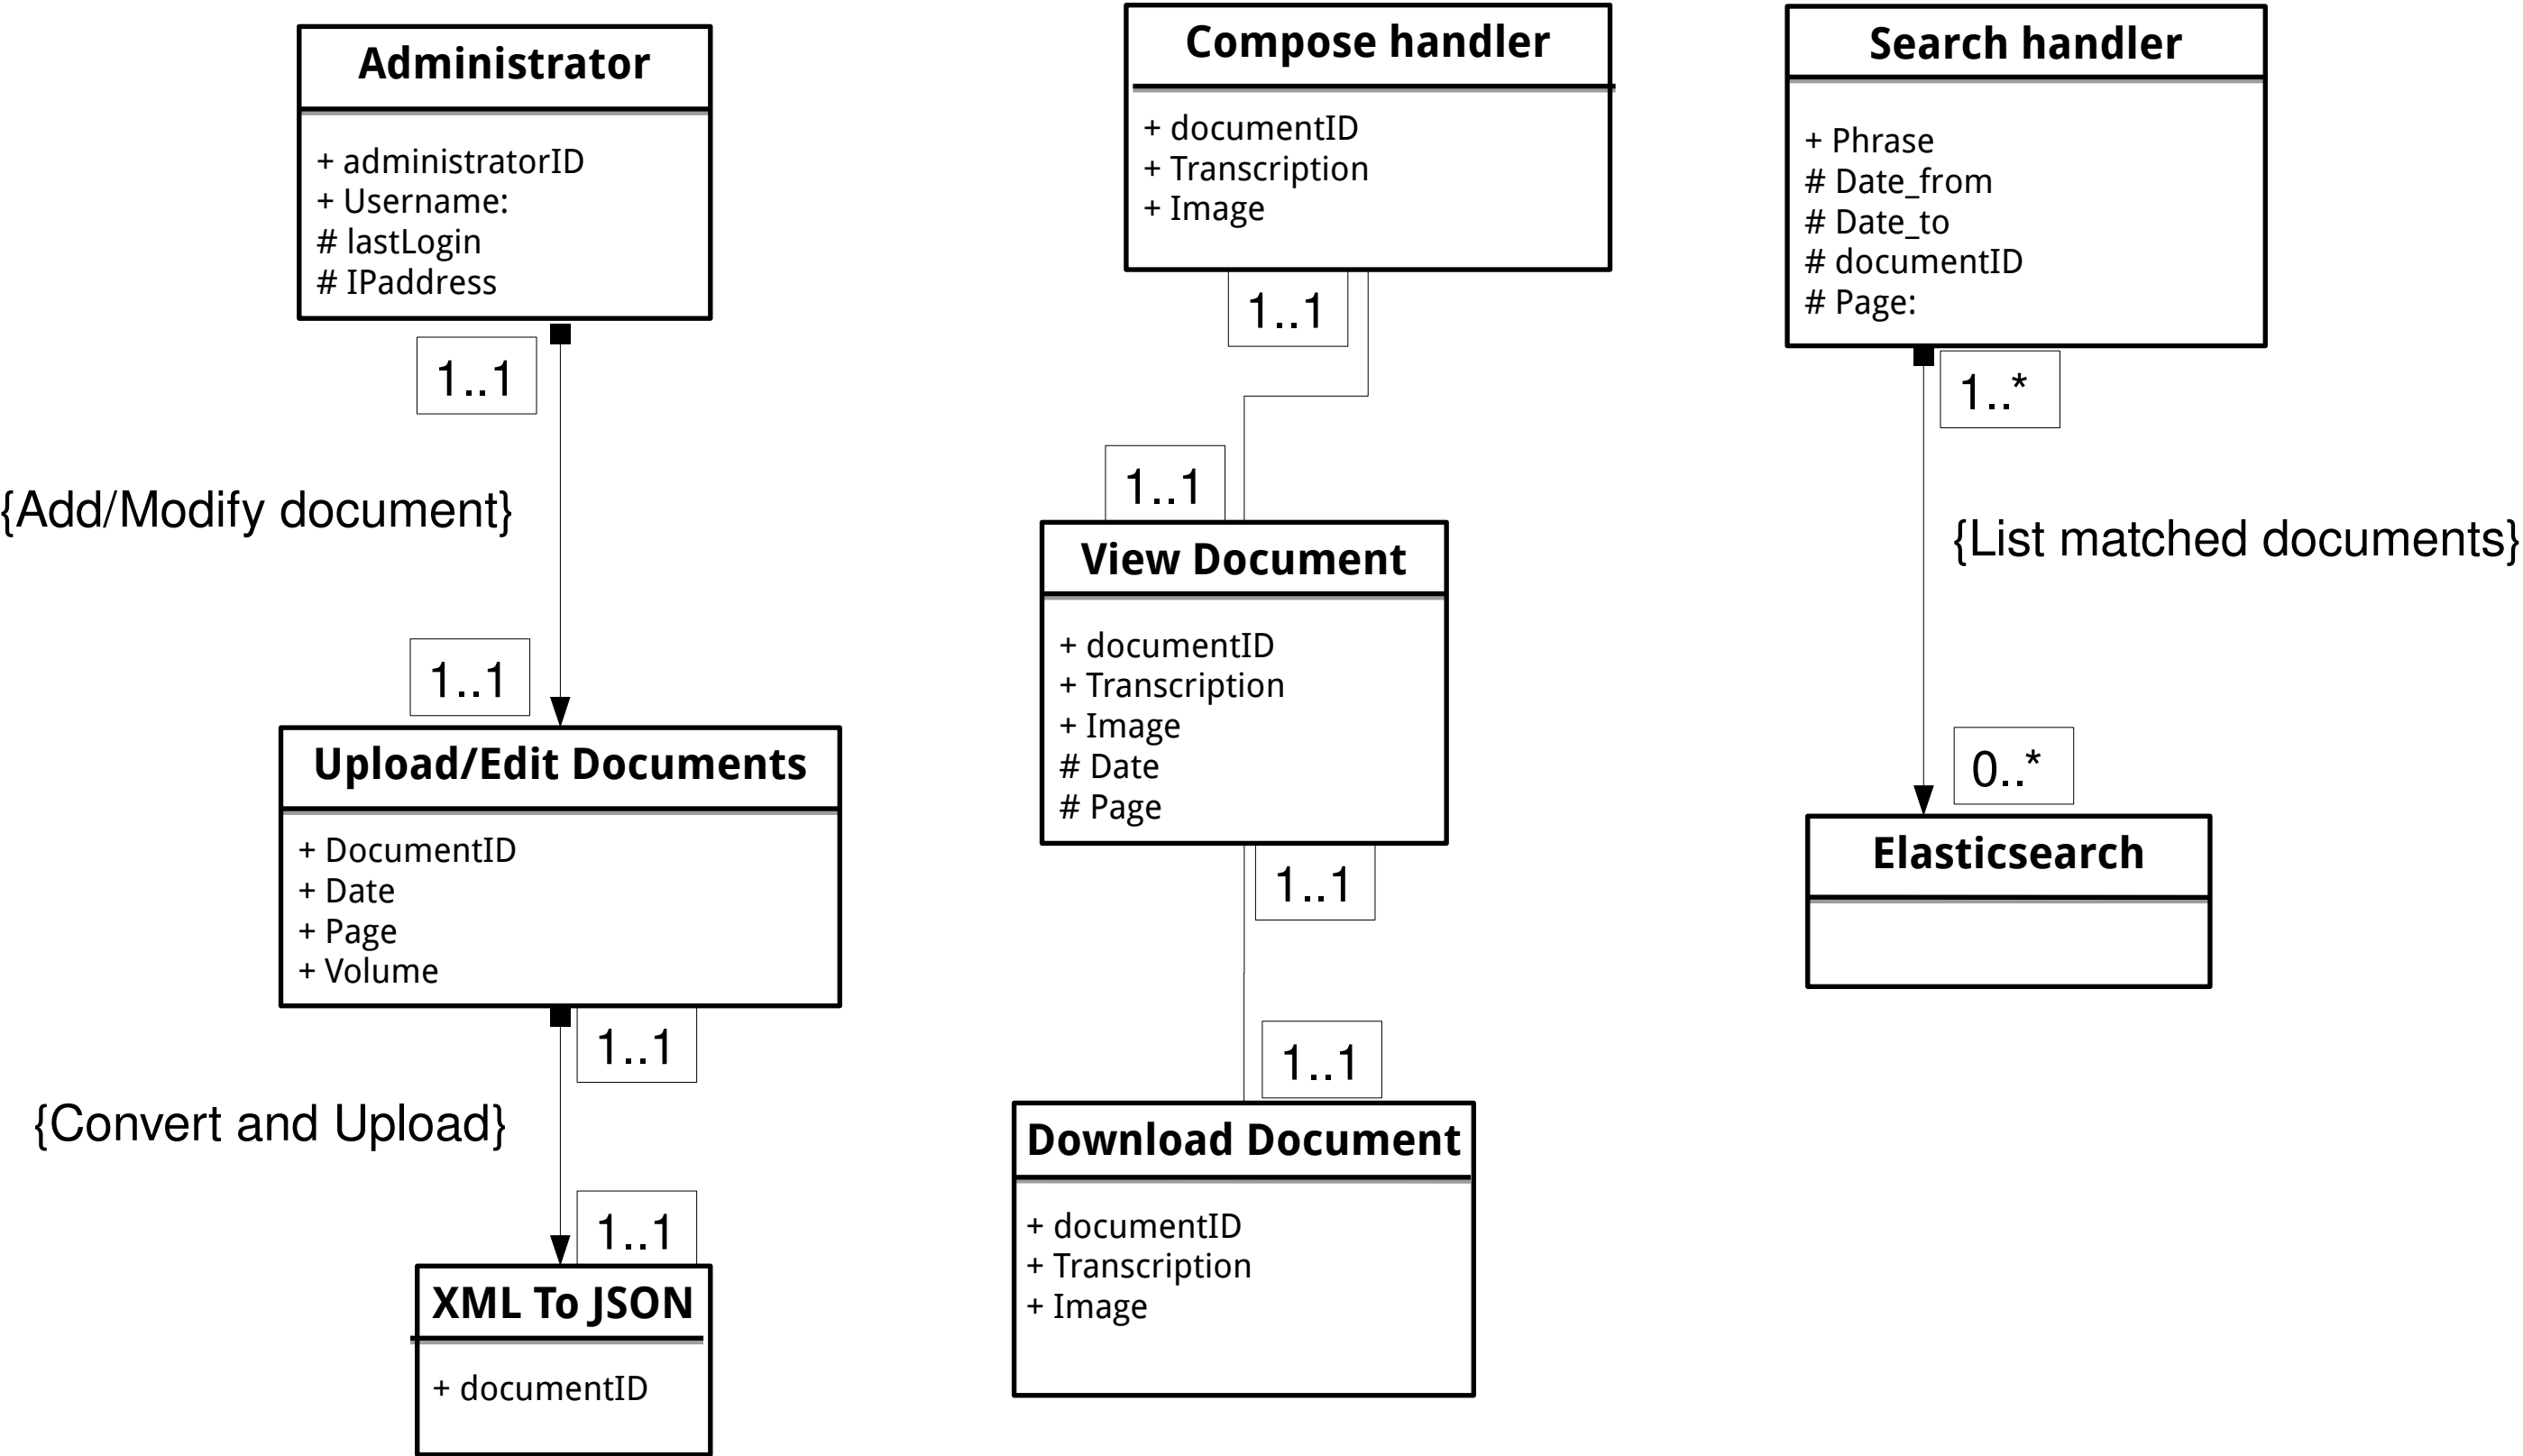 Administrator
+ administratorID
+ Username:
# lastLogin
# IPaddress
1..1
{Add/Modify document}
1..1
Upload/Edit Documents
+ DocumentID
+ Date
+ Page
+ Volume
1..1
{Convert and Upload}
1..1
XML To JSON
+ documentID
Compose handler
+ documentID
+ Transcription
+ Image
1..1
1..1
View Document
+ documentID
+ Transcription
+ Image
# Date
# Page
1..1
1..1
Download Document
+ documentID
+ Transcription
+ Image
Search handler
+ Phrase
# Date_from
# Date_to
# documentID
# Page:
1..*
{List matched documents}
0..*
Elasticsearch